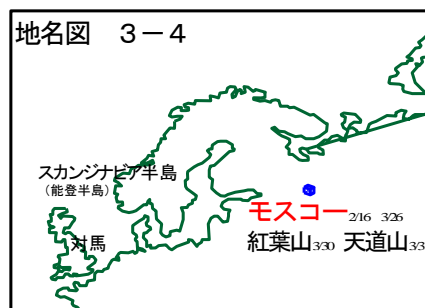 地名図 3－4
スカンジナビア半島
(能登半島)
対馬
モスコー2/16 3/26
紅葉山3/30 天道山3/3